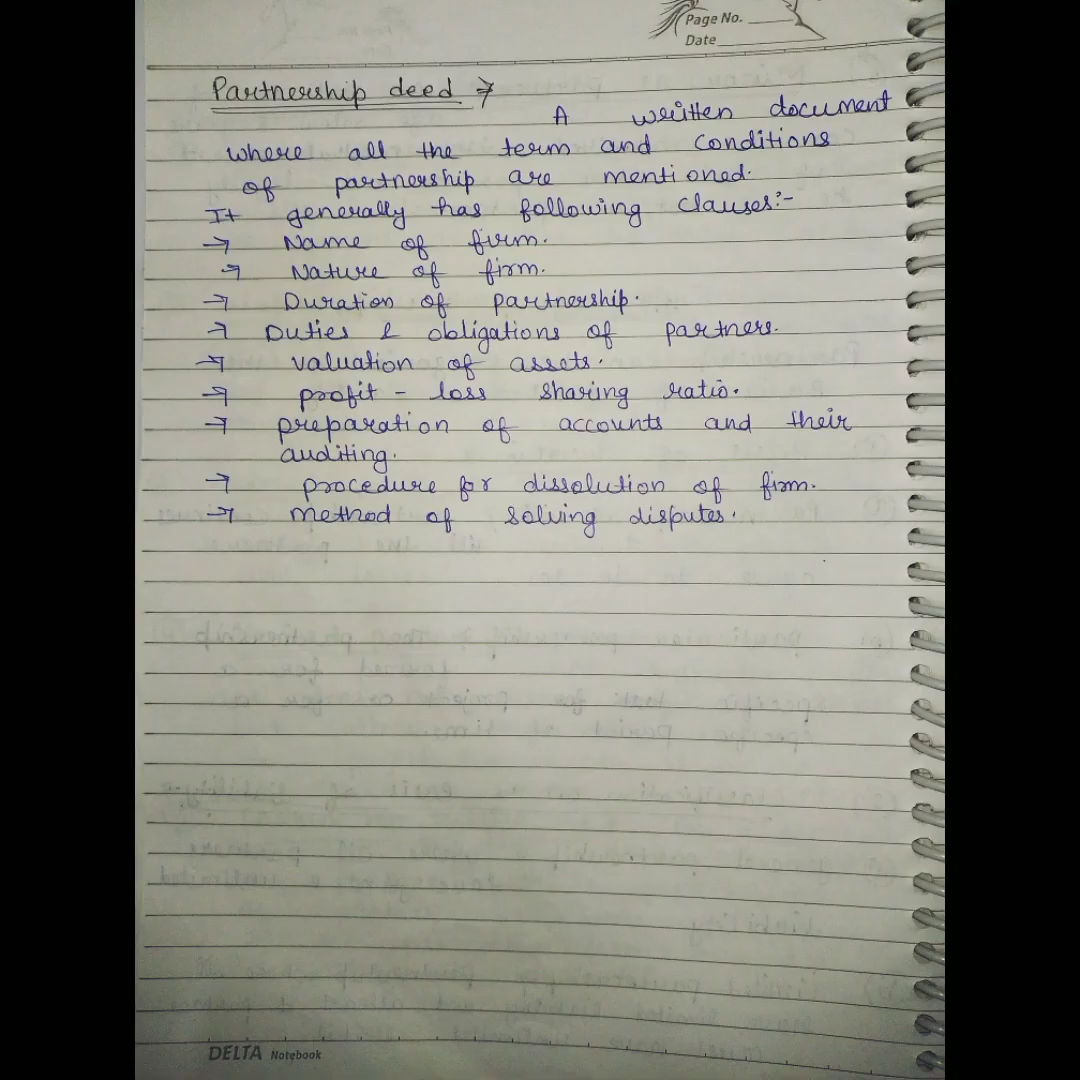 Page No.
Date
Partnership deed →
A written document
where all the term and conditions
of partnership are mentioned.
It generally has following clauses:-
→ Name of firm.
→ Nature of firm.
→ Duration of partnership.
→ Duties & obligations of partners.
→ valuation of assets.
→ profit - loss sharing ratio.
→ preparation of accounts and their
auditing.
→ procedure for dissolution of firm.
→ method of solving disputes.
DELTA Notebook